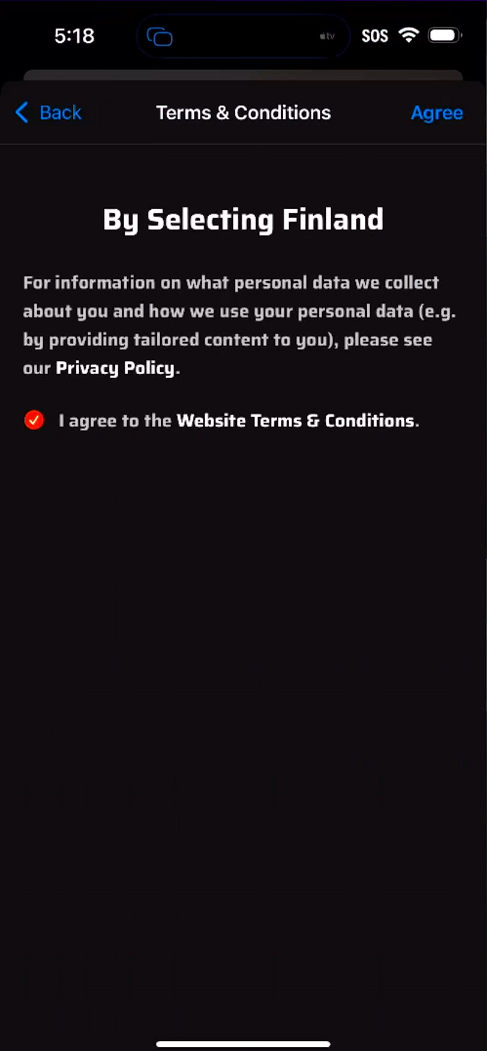 5:18
tv
SOS
Back
Terms & Conditions
Agree
By Selecting Finland
For information on what personal data we collect
about you and how we use your personal data (e.g.
by providing tailored content to you), please see
our Privacy Policy.
I agree to the Website Terms & Conditions.